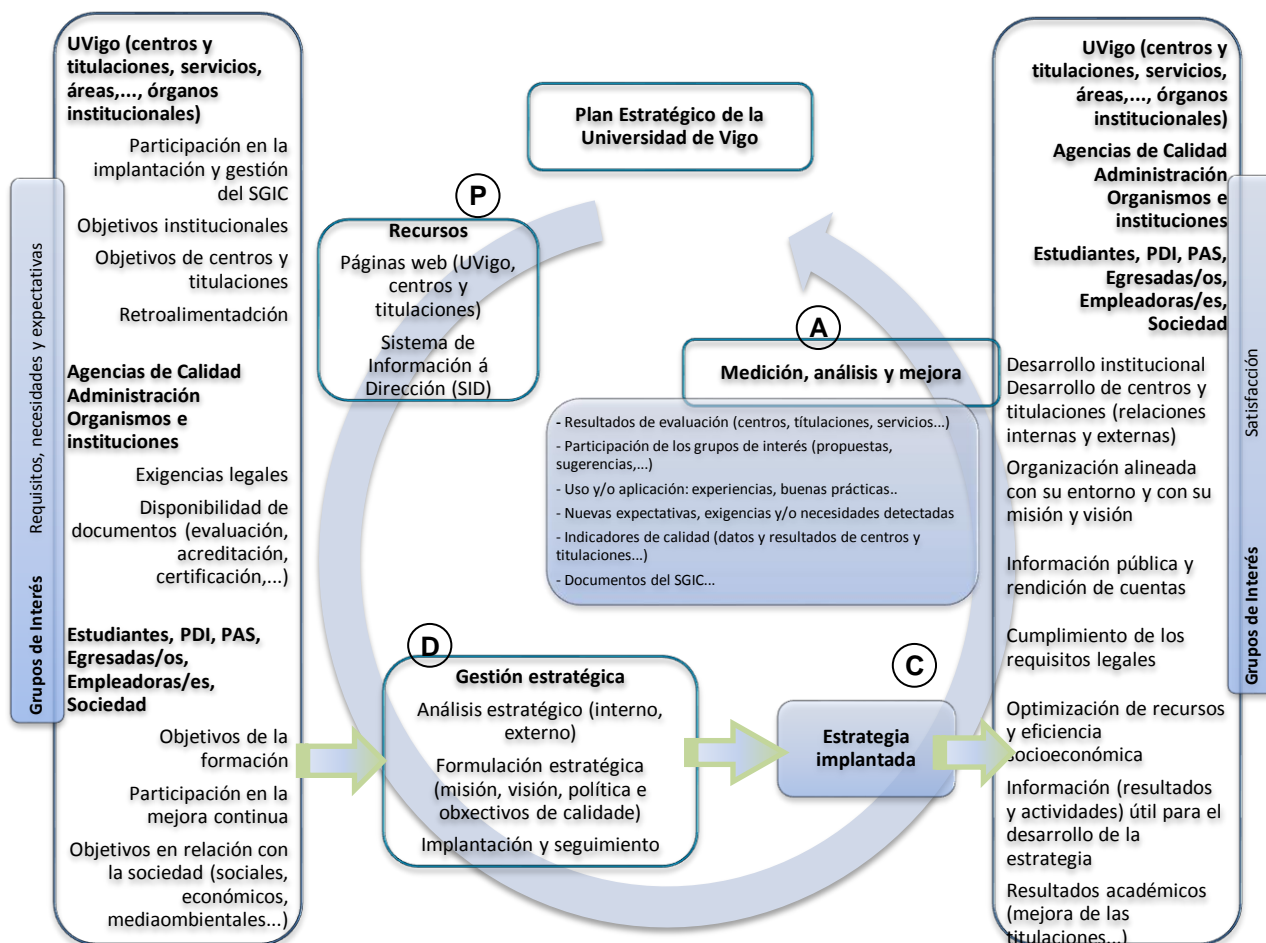 UVigo (centros y
titulaciones, servicios,
áreas,..., órganos
institucionales)
Participación en la
implantación y gestión
del SGIC
Objetivos institucionales
Objetivos de centros y
titulaciones
Retroalimentadción
Agencias de Calidad
Administración
Organismos e
instituciones
Exigencias legales
Disponibilidad de
documentos (evaluación,
acreditación,
certificación,...)
Estudiantes, PDI, PAS,
Egresadas/os,
Empleadoras/es,
Sociedad
Objetivos de la
formación
Participación en la
mejora continua
Objetivos en relación con
la sociedad (sociales,
económicos,
mediaombientales...)
Grupos de Interés
Requisitos, necesidades y expectativas
Plan Estratégico de la
Universidad de Vigo
P
Recursos
Páginas web (UVigo,
centros y
titulaciones)
Sistema de
Información á
Dirección (SID)
A
Medición, análisis y mejora
- Resultados de evaluación (centros, títulaciones, servicios...)
- Participación de los grupos de interés (propuestas,
sugerencias,...)
- Uso y/o aplicación: experiencias, buenas prácticas..
- Nuevas expectativas, exigencias y/o necesidades detectadas
- Indicadores de calidad (datos y resultados de centros y
titulaciones...)
- Documentos del SGIC...
D
Gestión estratégica
Análisis estratégico (interno,
externo)
Formulación estratégica
(misión, visión, política e
obxectivos de calidade)
Implantación y seguimiento
C
Estrategia
implantada
UVigo (centros y
titulaciones, servicios,
áreas,..., órganos
institucionales)
Agencias de Calidad
Administración
Organismos e
instituciones
Estudiantes, PDI, PAS,
Egresadas/os,
Empleadoras/es,
Sociedad
Desarrollo institucional
Desarrollo de centros y
titulaciones (relaciones
internas y externas)
Organización alineada
con su entorno y con su
misión y visión
Información pública y
rendición de cuentas
Cumplimiento de los
requisitos legales
Optimización de recursos
y eficiencia
socioeconómica
Información (resultados
y actividades) útil para el
desarrollo de la
estrategia
Resultados académicos
(mejora de las
titulaciones...)
Grupos de Interés
Satisfacción